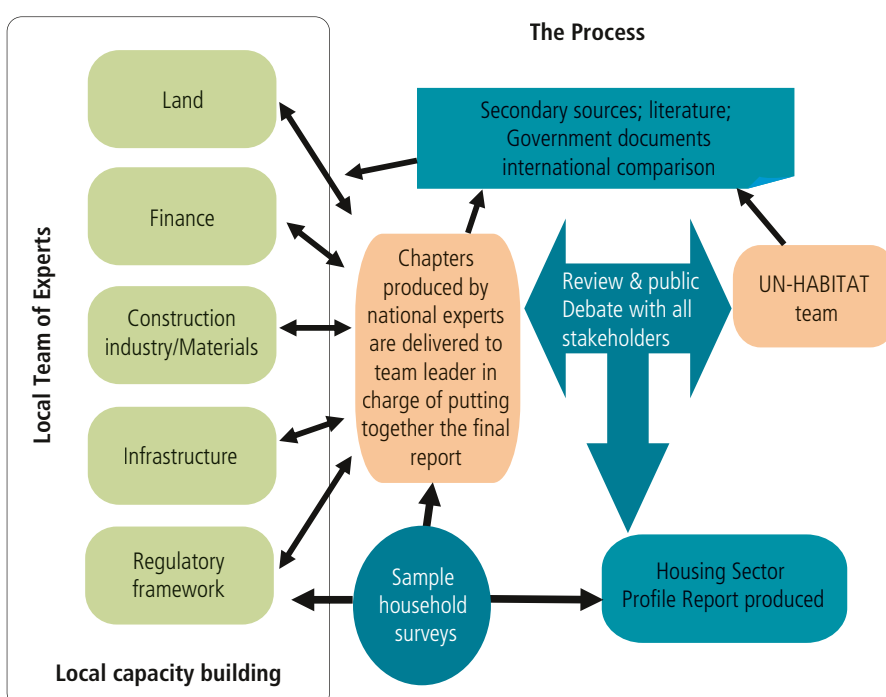 The Process
Local Team of Experts
Land
Finance
Construction
industry/Materials
Infrastructure
Regulatory
framework
Local capacity building
Secondary sources; literature;
Government documents
international comparison
Chapters
produced by
national experts
are delivered to
team leader in
charge of putting
together the final
report
Review & public
Debate with all
stakeholders
UN-HABITAT
team
Sample
household
surveys
Housing Sector
Profile Report produced